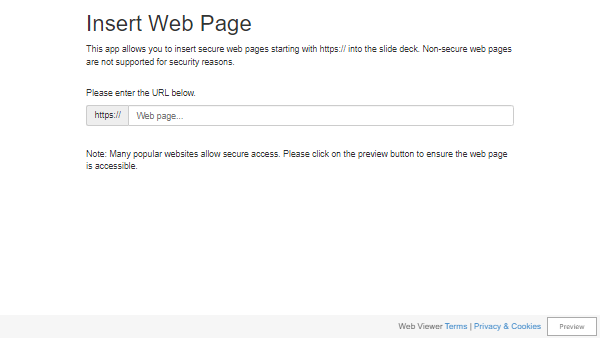 Insert Web Page
This app allows you to insert secure web pages starting with https:// into the slide deck. Non-secure web pages
are not supported for security reasons.
Please enter the URL below.
https:// Web page...
Note: Many popular websites allow secure access. Please click on the preview button to ensure the web page
is accessible.
Web Viewer Terms | Privacy & Cookies Preview